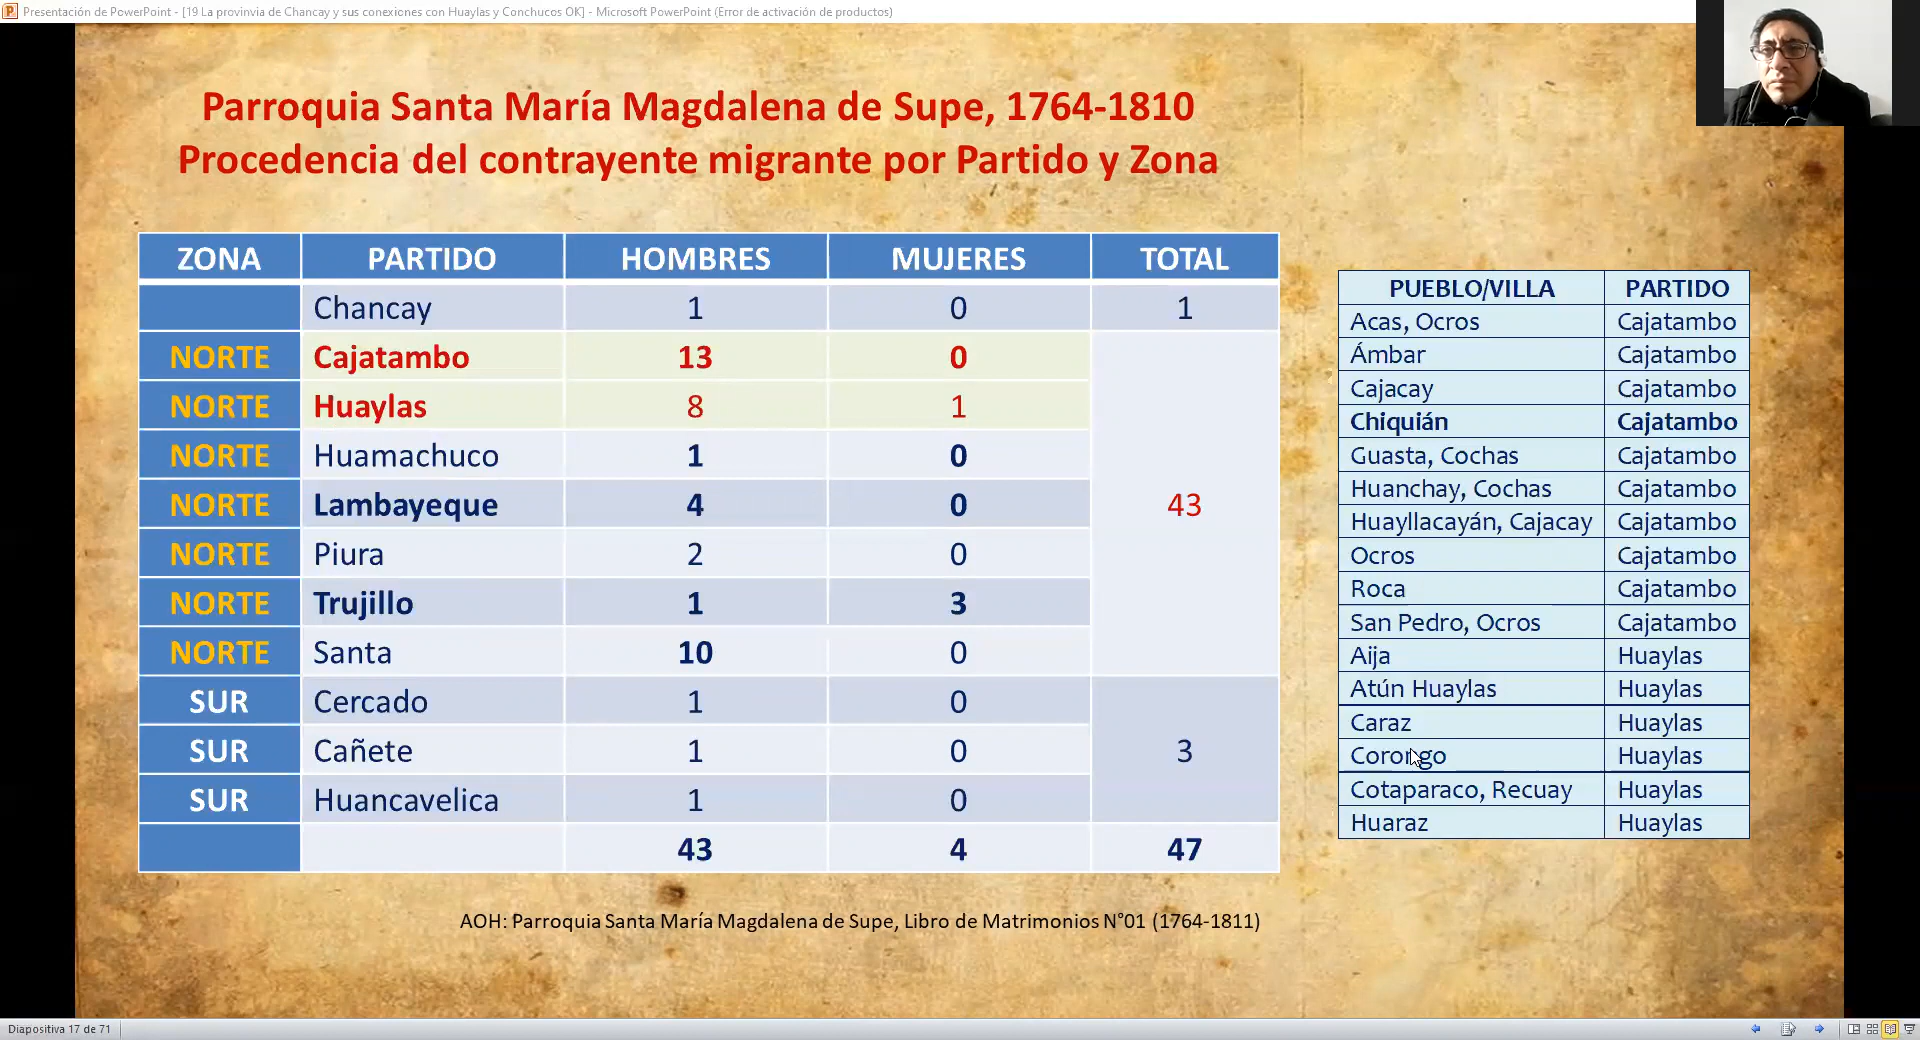 Presentación de PowerPoint - [19 La provinvia de Chancay y sus conexiones con Huaylas y Conchucos OK] - Microsoft PowerPoint (Error de activación de productos)
Parroquia Santa María Magdalena de Supe, 1764-1810
Procedencia del contrayente migrante por Partido y Zona
ZONA PARTIDO HOMBRES MUJERES TOTAL
Chancay 1 0 1
NORTE Cajatambo 13 0
NORTE Huaylas 8 1
NORTE Huamachuco 1 0
NORTE Lambayeque 4 0 43
NORTE Piura 2 0
NORTE Trujillo 1 3
NORTE Santa 10 0
SUR Cercado 1 0
SUR Cañete 1 0 3
SUR Huancavelica 1 0
43 4 47
PUEBLO/VILLA PARTIDO
Acas, Ocros Cajatambo
Ámbar Cajatambo
Cajacay Cajatambo
Chiquián Cajatambo
Guasta, Cochas Cajatambo
Huanchay, Cochas Cajatambo
Huayllacayán, Cajacay Cajatambo
Ocros Cajatambo
Roca Cajatambo
San Pedro, Ocros Cajatambo
Aija Huaylas
Atún Huaylas Huaylas
Caraz Huaylas
Corongo Huaylas
Cotaparaco, Recuay Huaylas
Huaraz Huaylas
AOH: Parroquia Santa María Magdalena de Supe, Libro de Matrimonios N°01 (1764-1811)
Diapositiva 17 de 71